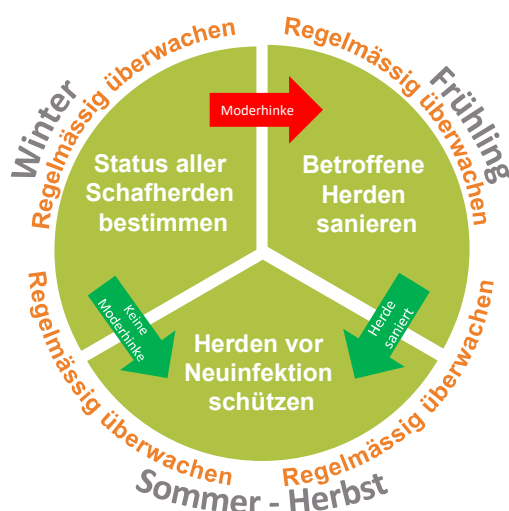 Regelmässig überwachen
Regelmässig überwachen
Winter
Frühling
Moderhinke
Status aller
Schafherden
bestimmen
Betroffene
Herden
sanieren
Keine
Moderhinke
Herde
saniert
Herden vor
Neuinfektion
schützen
Regelmässig überwachen
Regelmässig überwachen
Sommer - Herbst